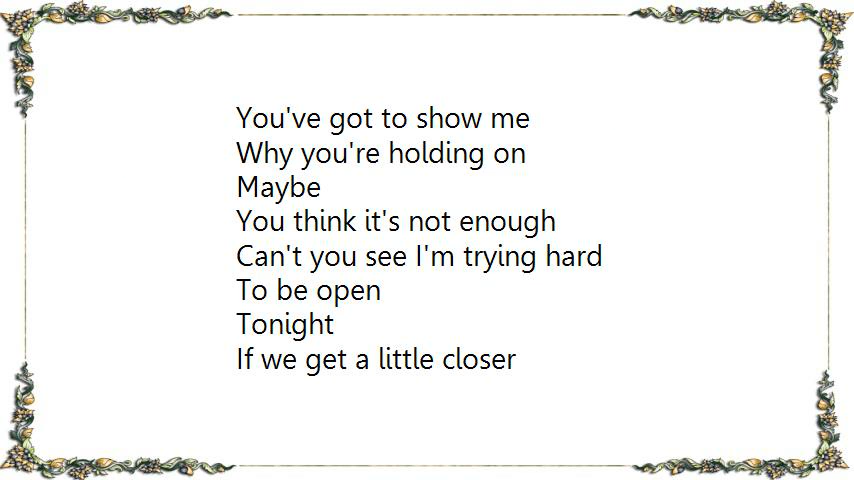 You've got to show me
Why you're holding on
Maybe
You think it's not enough
Can't you see I'm trying hard
To be open
Tonight
If we get a little closer